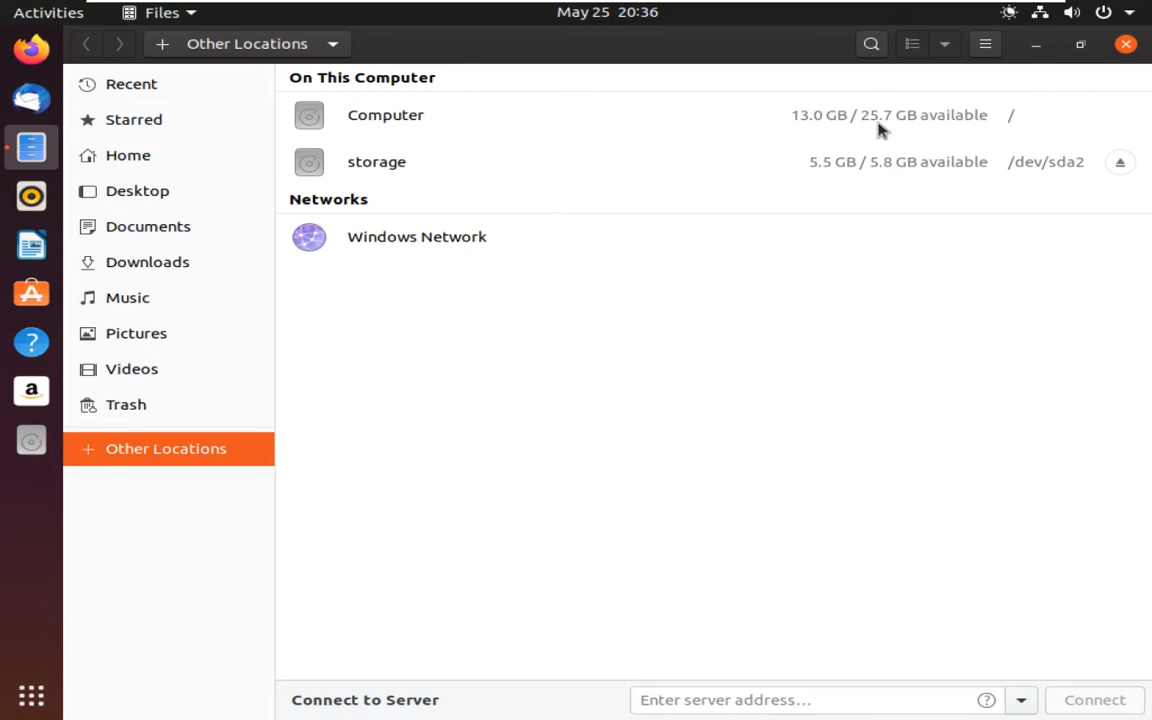 Activities Files May 25 20:36
Other Locations
Recent
Starred
Home
Desktop
Documents
Downloads
Music
Pictures
Videos
Trash
Other Locations
On This Computer
Computer 13.0 GB / 25.7 GB available /
storage 5.5 GB / 5.8 GB available /dev/sda2
Networks
Windows Network
Connect to Server Enter server address... ? Connect
?
a